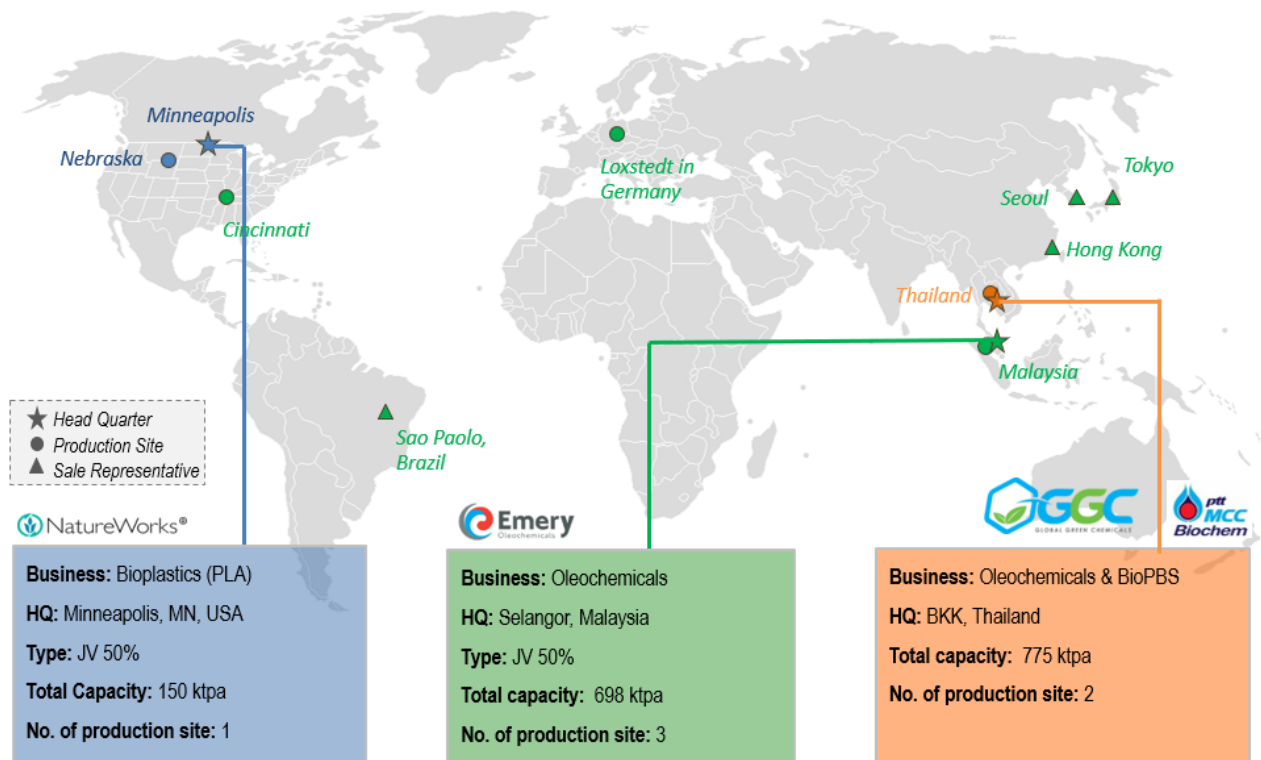 Minneapolis
Nebraska
Cincinnati
Loxstedt in
Germany
Tokyo
Seoul
Hong Kong
Thailand
Malaysia
Sao Paolo,
Brazil
Head Quarter
Production Site
Sale Representative
NatureWorks®
Business: Bioplastics (PLA)
HQ: Minneapolis, MN, USA
Type: JV 50%
Total Capacity: 150 ktpa
No. of production site: 1
Emery
Oleochemicals
Business: Oleochemicals
HQ: Selangor, Malaysia
Type: JV 50%
Total capacity: 698 ktpa
No. of production site: 3
GGC
GLOBAL GREEN CHEMICALS
ptt
MCC
Biochem
Business: Oleochemicals & BioPBS
HQ: BKK, Thailand
Total capacity: 775 ktpa
No. of production site: 2